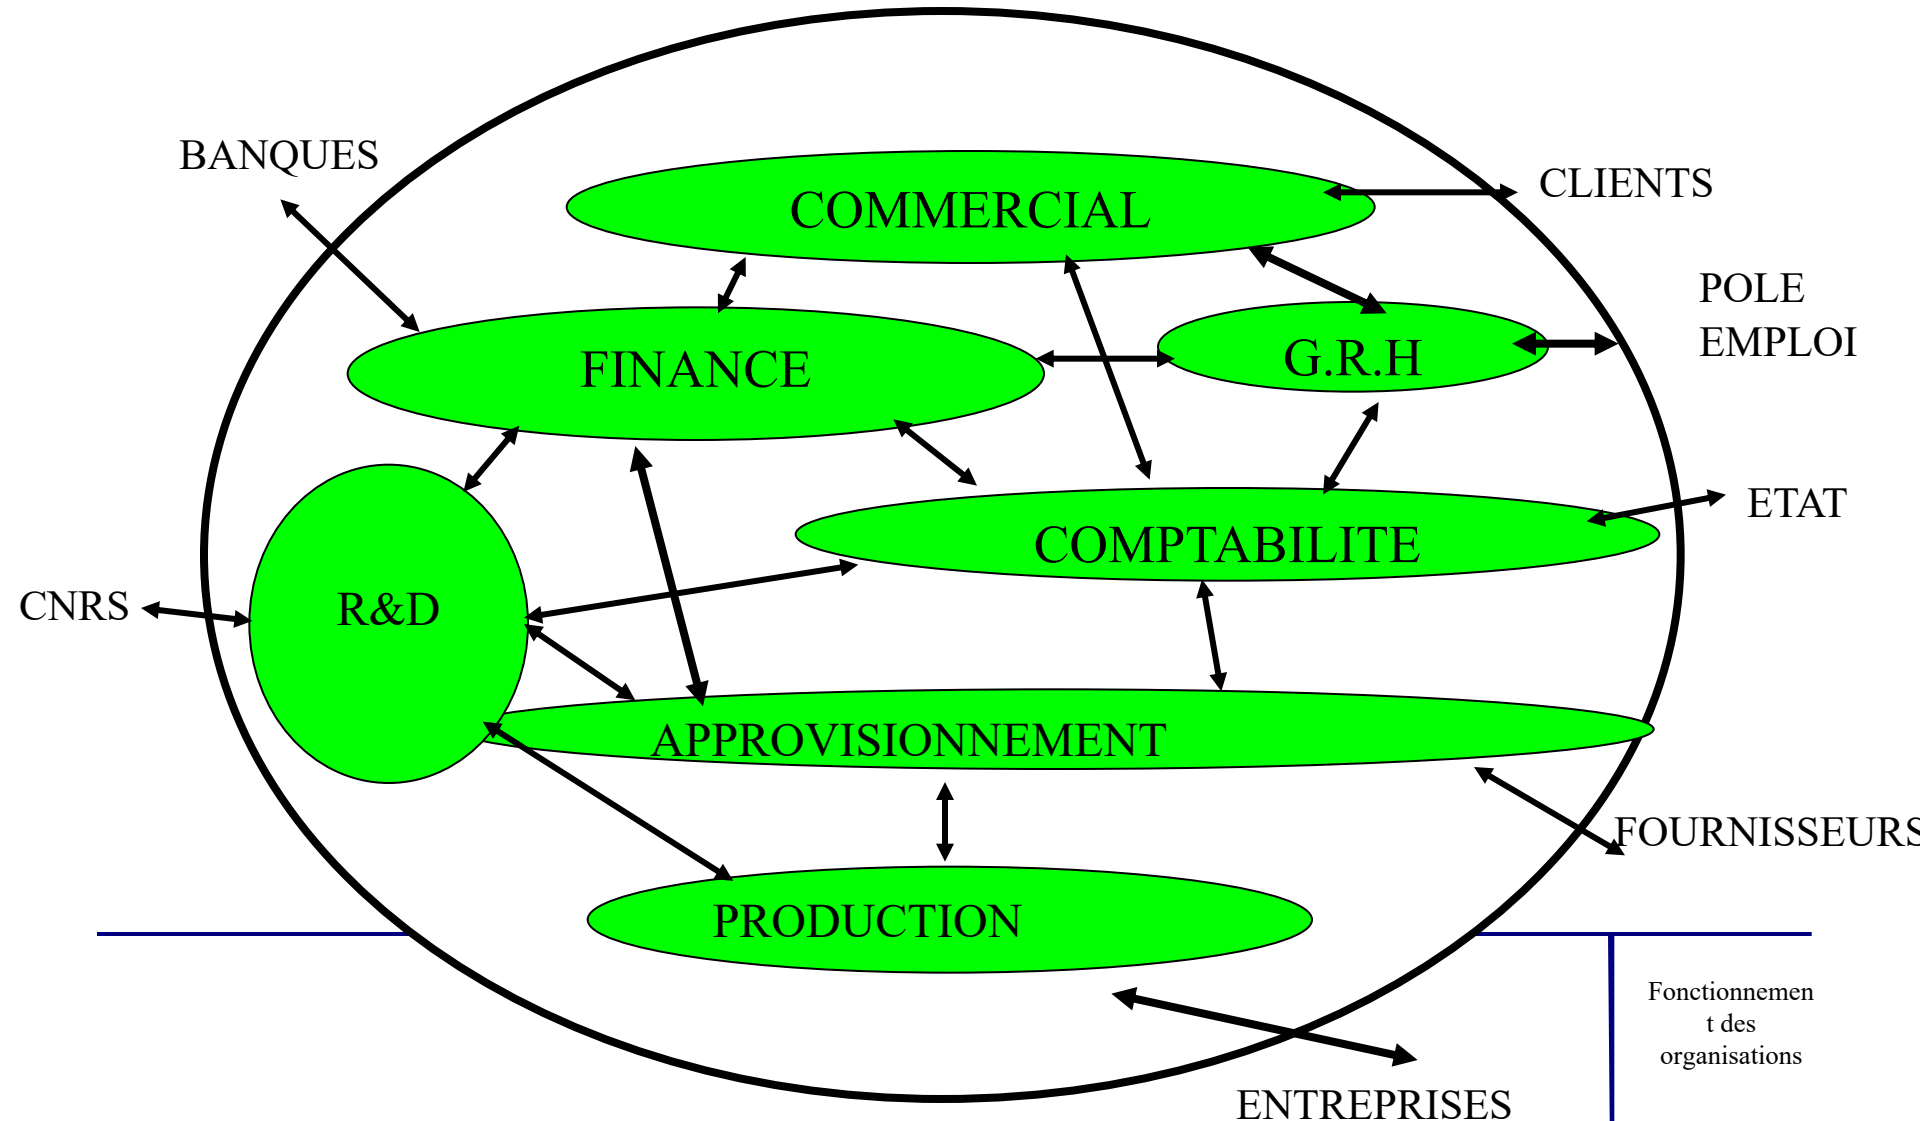 BANQUES
COMMERCIAL
CLIENTS
POLE
EMPLOI
FINANCE
G.R.H
ETAT
COMPTABILITE
CNRS
R&D
APPROVISIONNEMENT
FOURNISSEURS
PRODUCTION
Fonctionnemen
t des
organisations
ENTREPRISES